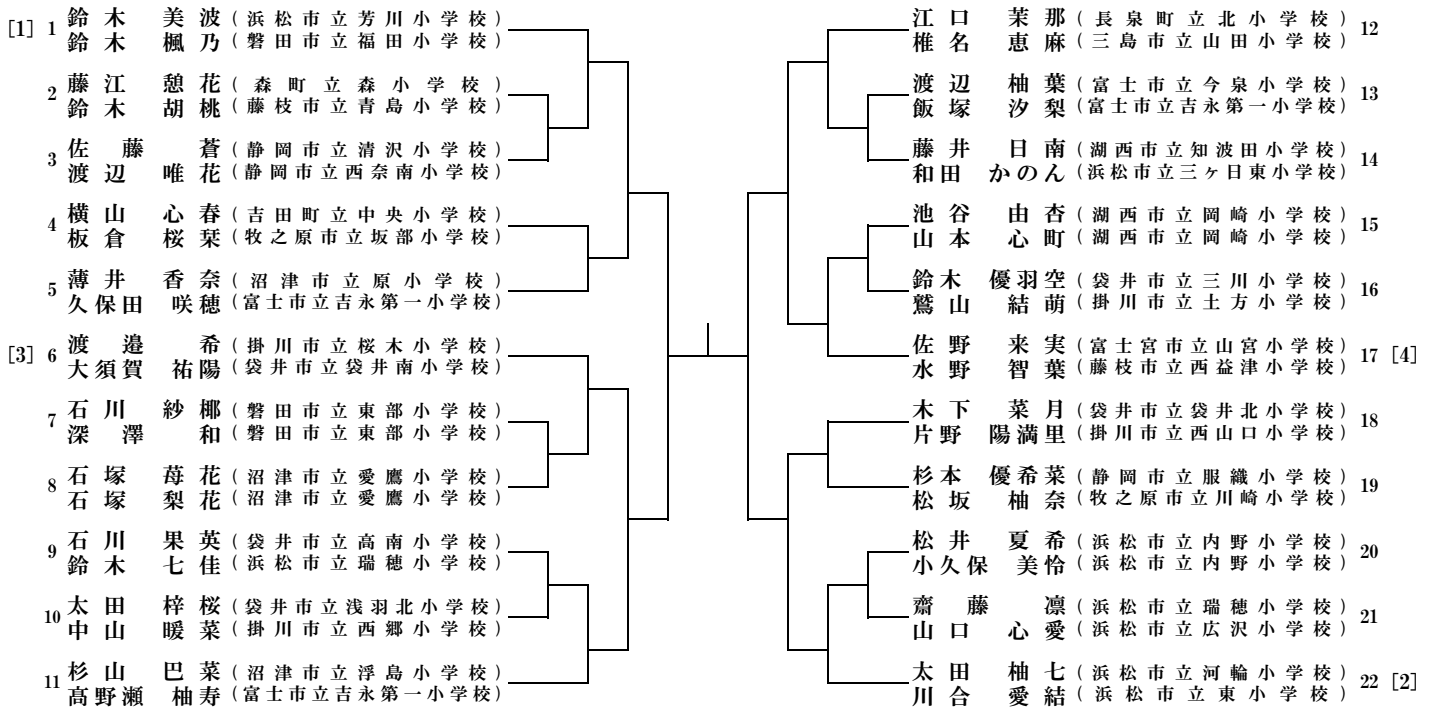 [1] 1 鈴木 美波 (浜松市立芳川小学校)
鈴木 楓乃 (磐田市立福田小学校)
2 藤江 憩花 (森町立森小学校)
鈴木 胡桃 (藤枝市立青島小学校)
3 佐藤 蒼 (静岡市立清沢小学校)
渡辺 唯花 (静岡市立西奈南小学校)
4 横山 心春 (吉田町立中央小学校)
板倉 桜栞 (牧之原市立坂部小学校)
5 薄井 香奈 (沼津市立原小学校)
久保田 咲穂 (富士市立吉永第一小学校)
[3] 6 渡邉 希 (掛川市立桜木小学校)
大須賀 祐陽 (袋井市立袋井南小学校)
7 石川 紗椰 (磐田市立東部小学校)
深澤 和 (磐田市立東部小学校)
8 石塚 苺花 (沼津市立愛鷹小学校)
石塚 梨花 (沼津市立愛鷹小学校)
9 石川 果英 (袋井市立高南小学校)
鈴木 七佳 (浜松市立瑞穂小学校)
10 太田 梓桜 (袋井市立浅羽北小学校)
中山 暖菜 (掛川市立西郷小学校)
11 杉山 巴菜 (沼津市立浮島小学校)
高野瀬 柚寿 (富士市立吉永第一小学校)
江口 茉那 (長泉町立北小学校) 12
椎名 恵麻 (三島市立山田小学校)
渡辺 柚葉 (富士市立今泉小学校) 13
飯塚 汐梨 (富士市立吉永第一小学校)
藤井 日南 (湖西市立知波田小学校) 14
和田 かのん (浜松市立三ヶ日東小学校)
池谷 由杏 (湖西市立岡崎小学校) 15
山本 心町 (湖西市立岡崎小学校)
鈴木 優羽空 (袋井市立三川小学校) 16
鷲山 結萌 (掛川市立土方小学校)
佐野 来実 (富士宮市立山宮小学校) 17 [4]
水野 智葉 (藤枝市立西益津小学校)
木下 菜月 (袋井市立袋井北小学校) 18
片野 陽満里 (掛川市立西山口小学校)
杉本 優希菜 (静岡市立服織小学校) 19
松坂 柚奈 (牧之原市立川崎小学校)
松井 夏希 (浜松市立内野小学校) 20
小久保 美怜 (浜松市立内野小学校)
齋藤 凛 (浜松市立瑞穂小学校) 21
山口 心愛 (浜松市立広沢小学校)
太田 柚七 (浜松市立河輪小学校) 22 [2]
川合 愛結 (浜松市立東小学校)